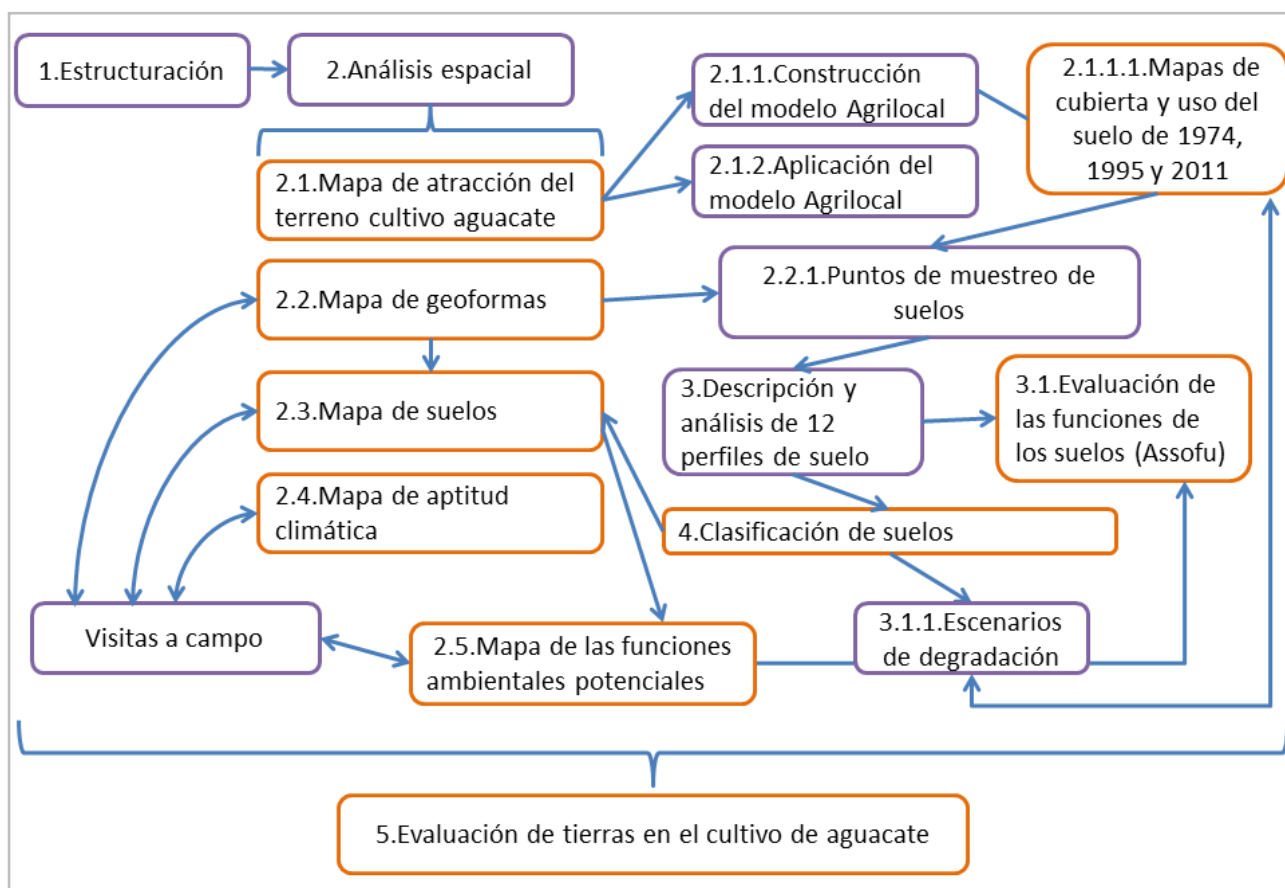 1.Estructuración
2.Análisis espacial
2.1.Mapa de atracción del
terreno cultivo aguacate
2.1.1.Construcción
del modelo Agrilocal
2.1.2.Aplicación del
modelo Agrilocal
2.1.1.1.Mapas de
cubierta y uso del
suelo de 1974,
1995 y 2011
2.2.Mapa de geoformas
2.2.1.Puntos de muestreo de
suelos
2.3.Mapa de suelos
3.Descripción y
análisis de 12
perfiles de suelo
3.1.Evaluación de
las funciones de
los suelos (Assofu)
2.4.Mapa de aptitud
climática
4.Clasificación de suelos
Visitas a campo
2.5.Mapa de las funciones
ambientales potenciales
3.1.1.Escenarios
de degradación
5.Evaluación de tierras en el cultivo de aguacate